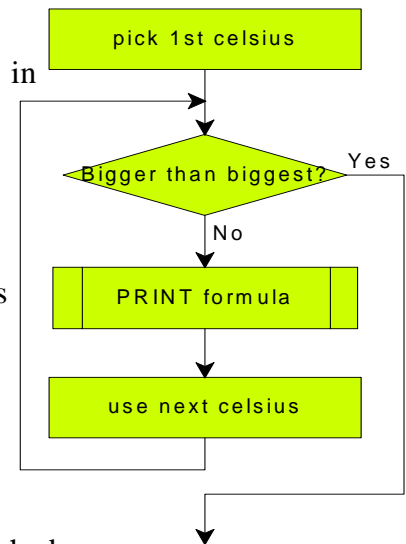 pick 1st celsius
in
Bigger than biggest?
Yes
No
s
PRINT formula
use next celsius